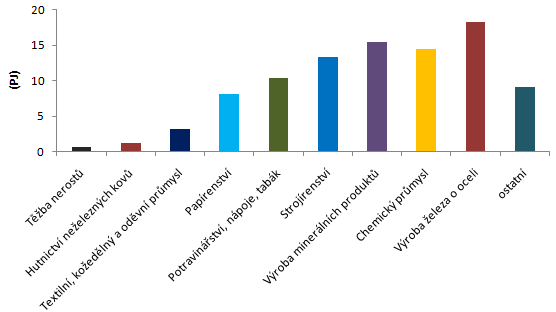 20
15
10
5
0
(PJ)
Těžba nerostů
Hutnictví neželezných kovů
Textilní, kožedělný a oděvní průmysl
Papírenství
Potravinářství, nápoje, tabák
Strojírenství
Výroba minerálních produktů
Chemický průmysl
Výroba železa o oceli
ostatní